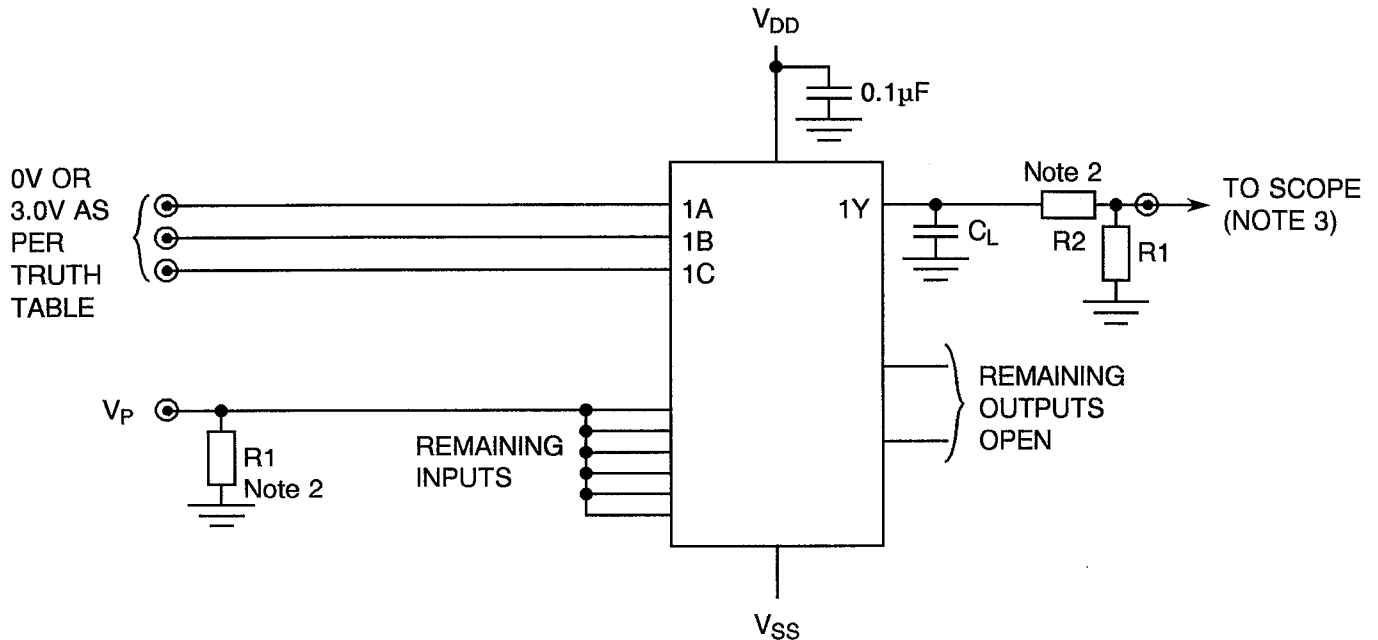 VDD
0.1µF
0V OR
3.0V AS
PER
TRUTH
TABLE
1A
1B
1C
1Y
CL
Note 2
R2
R1
TO SCOPE
(NOTE 3)
VP
R1
Note 2
REMAINING
INPUTS
REMAINING
OUTPUTS
OPEN
VSS